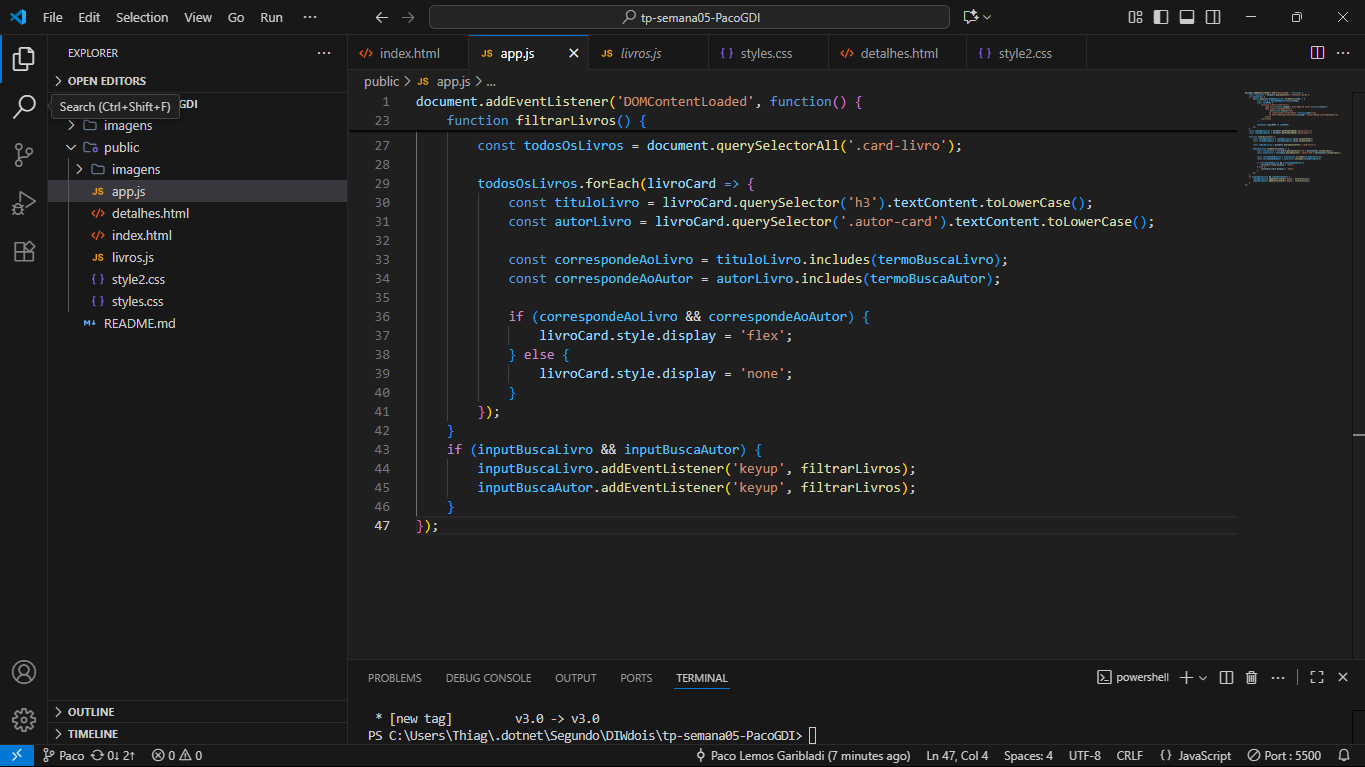 File Edit Selection View Go Run ··· tp-semana05-PacoGDI
EXPLORER ···
OPEN EDITORS
Search (Ctrl+Shift+F) GDI
imagens
public
imagens
JS app.js
detalhes.html
index.html
JS livros.js
style2.css
styles.css
README.md
OUTLINE
TIMELINE
index.html JS app.js JS livros.js styles.css detalhes.html style2.css
public > JS app.js > ...
1 document.addEventListener('DOMContentLoaded', function() {
23 function filtrarLivros() {
27 const todosOsLivros = document.querySelectorAll('.card-livro');
28
29 todosOsLivros.forEach(livroCard => {
30 const tituloLivro = livroCard.querySelector('h3').textContent.toLowerCase();
31 const autorLivro = livroCard.querySelector('.autor-card').textContent.toLowerCase();
32
33 const correspondeAoLivro = tituloLivro.includes(termoBuscaLivro);
34 const correspondeAoAutor = autorLivro.includes(termoBuscaAutor);
35
36 if (correspondeAoLivro && correspondeAoAutor) {
37 livroCard.style.display = 'flex';
38 } else {
39 livroCard.style.display = 'none';
40 }
41 });
42 }
43 if (inputBuscaLivro && inputBuscaAutor) {
44 inputBuscaLivro.addEventListener('keyup', filtrarLivros);
45 inputBuscaAutor.addEventListener('keyup', filtrarLivros);
46 }
47 });
PROBLEMS DEBUG CONSOLE OUTPUT PORTS TERMINAL powershell
* [new tag] v3.0 -> v3.0
PS C:\Users\Thiag\.dotnet\Segundo\DIWdois\tp-semana05-PacoGDI>
Paco 0↓ 2↑ 0 0 Paco Lemos Garibladi (7 minutes ago) Ln 47, Col 4 Spaces: 4 UTF-8 CRLF {} JavaScript Port : 5500